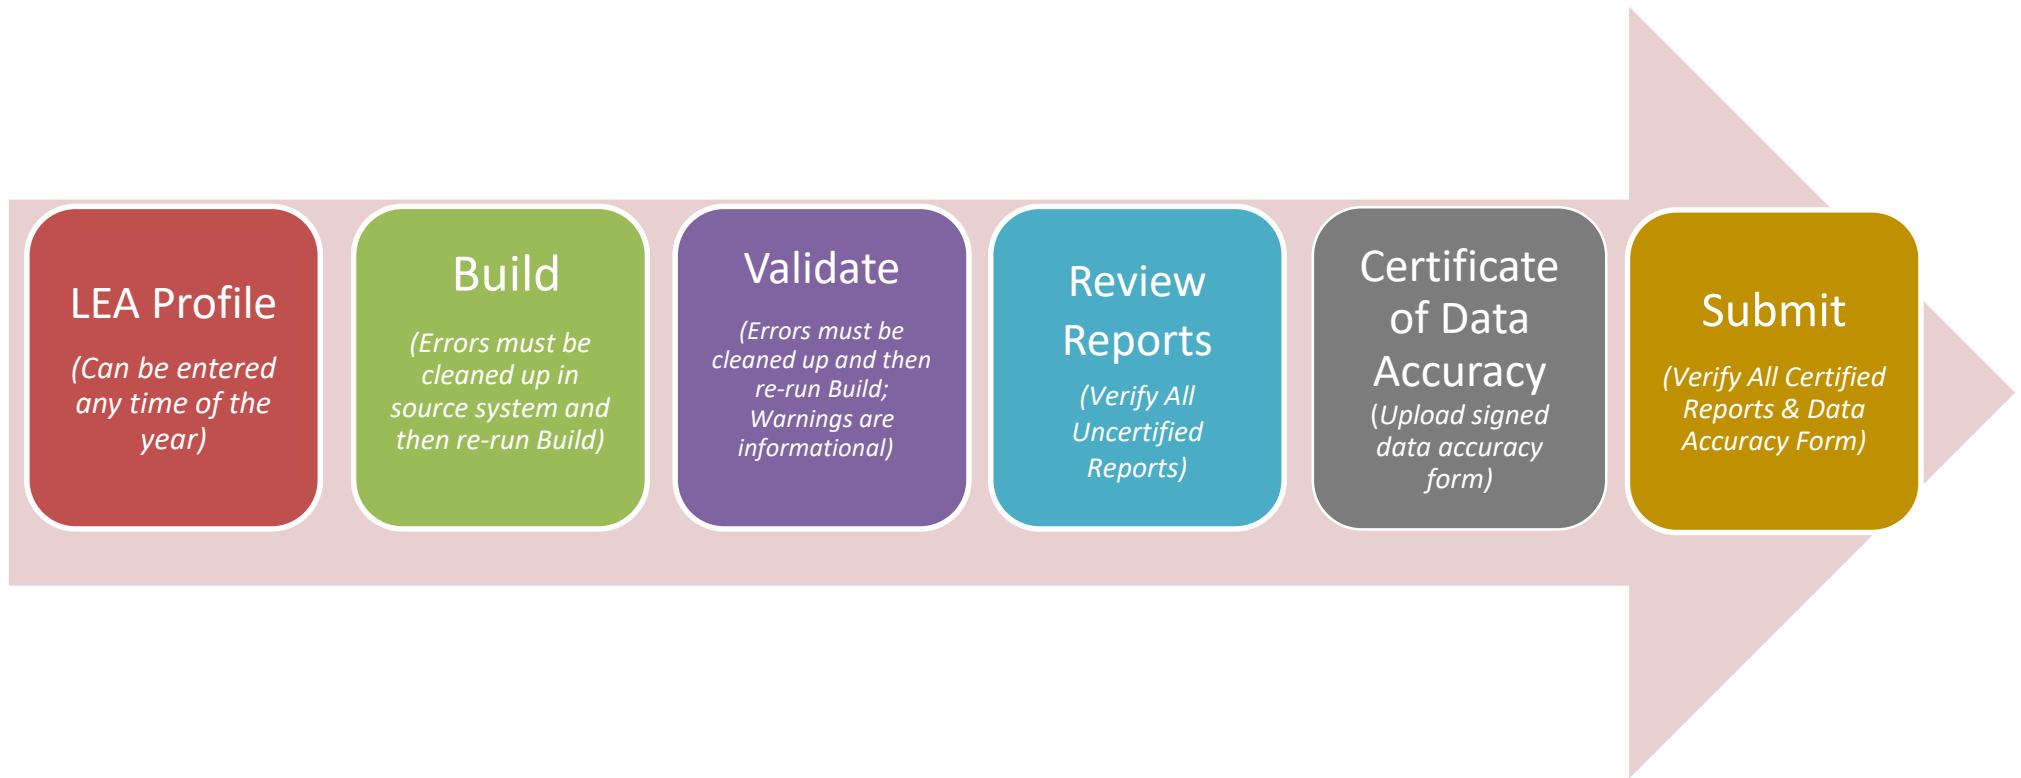 LEA Profile
(Can be entered
any time of the
year)
Build
(Errors must be
cleaned up in
source system and
then re-run Build)
Validate
(Errors must be
cleaned up and then
re-run Build;
Warnings are
informational)
Review
Reports
(Verify All
Uncertified
Reports)
Certificate
of Data
Accuracy
(Upload signed
data accuracy
form)
Submit
(Verify All Certified
Reports & Data
Accuracy Form)